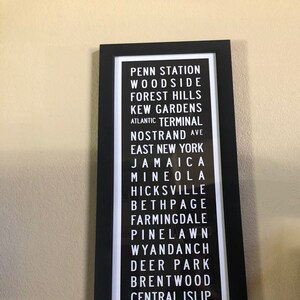 PENN STATION
WOODSIDE
FOREST HILLS
KEW GARDENS
ATLANTIC TERMINAL
NOSTRAND AVE
EAST NEW YORK
JAMAICA
MINEOLA
HICKSVILLE
BETHPAGE
FARMINGDALE
PINELAWN
WYANDANCH
DEER PARK
BRENTWOOD
CENTRAL ISLIP